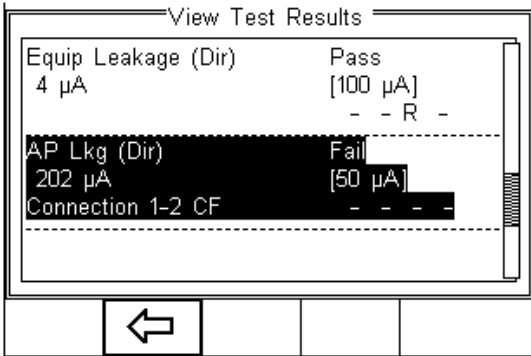 View Test Results
Equip Leakage (Dir) Pass
4 µA [100 µA]
- - R -
AP Lkg (Dir) Fail
202 µA [50 µA]
Connection 1-2 CF - - - -